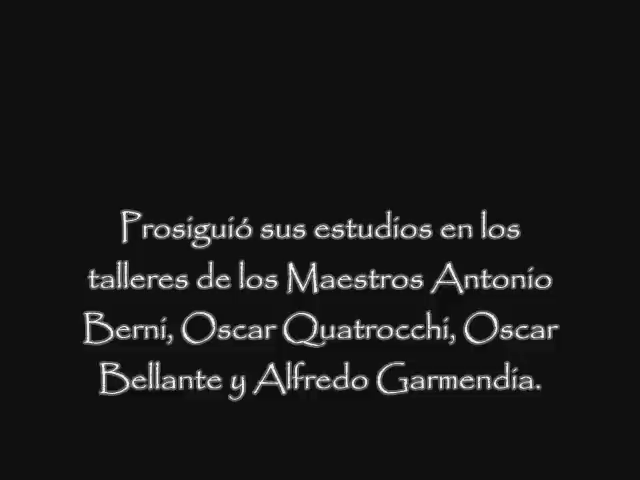 Prosiguió sus estudios en los
talleres de los Maestros Antonio
Berni, Oscar Quatrocchi, Oscar
Bellante y Alfredo Garmendia.